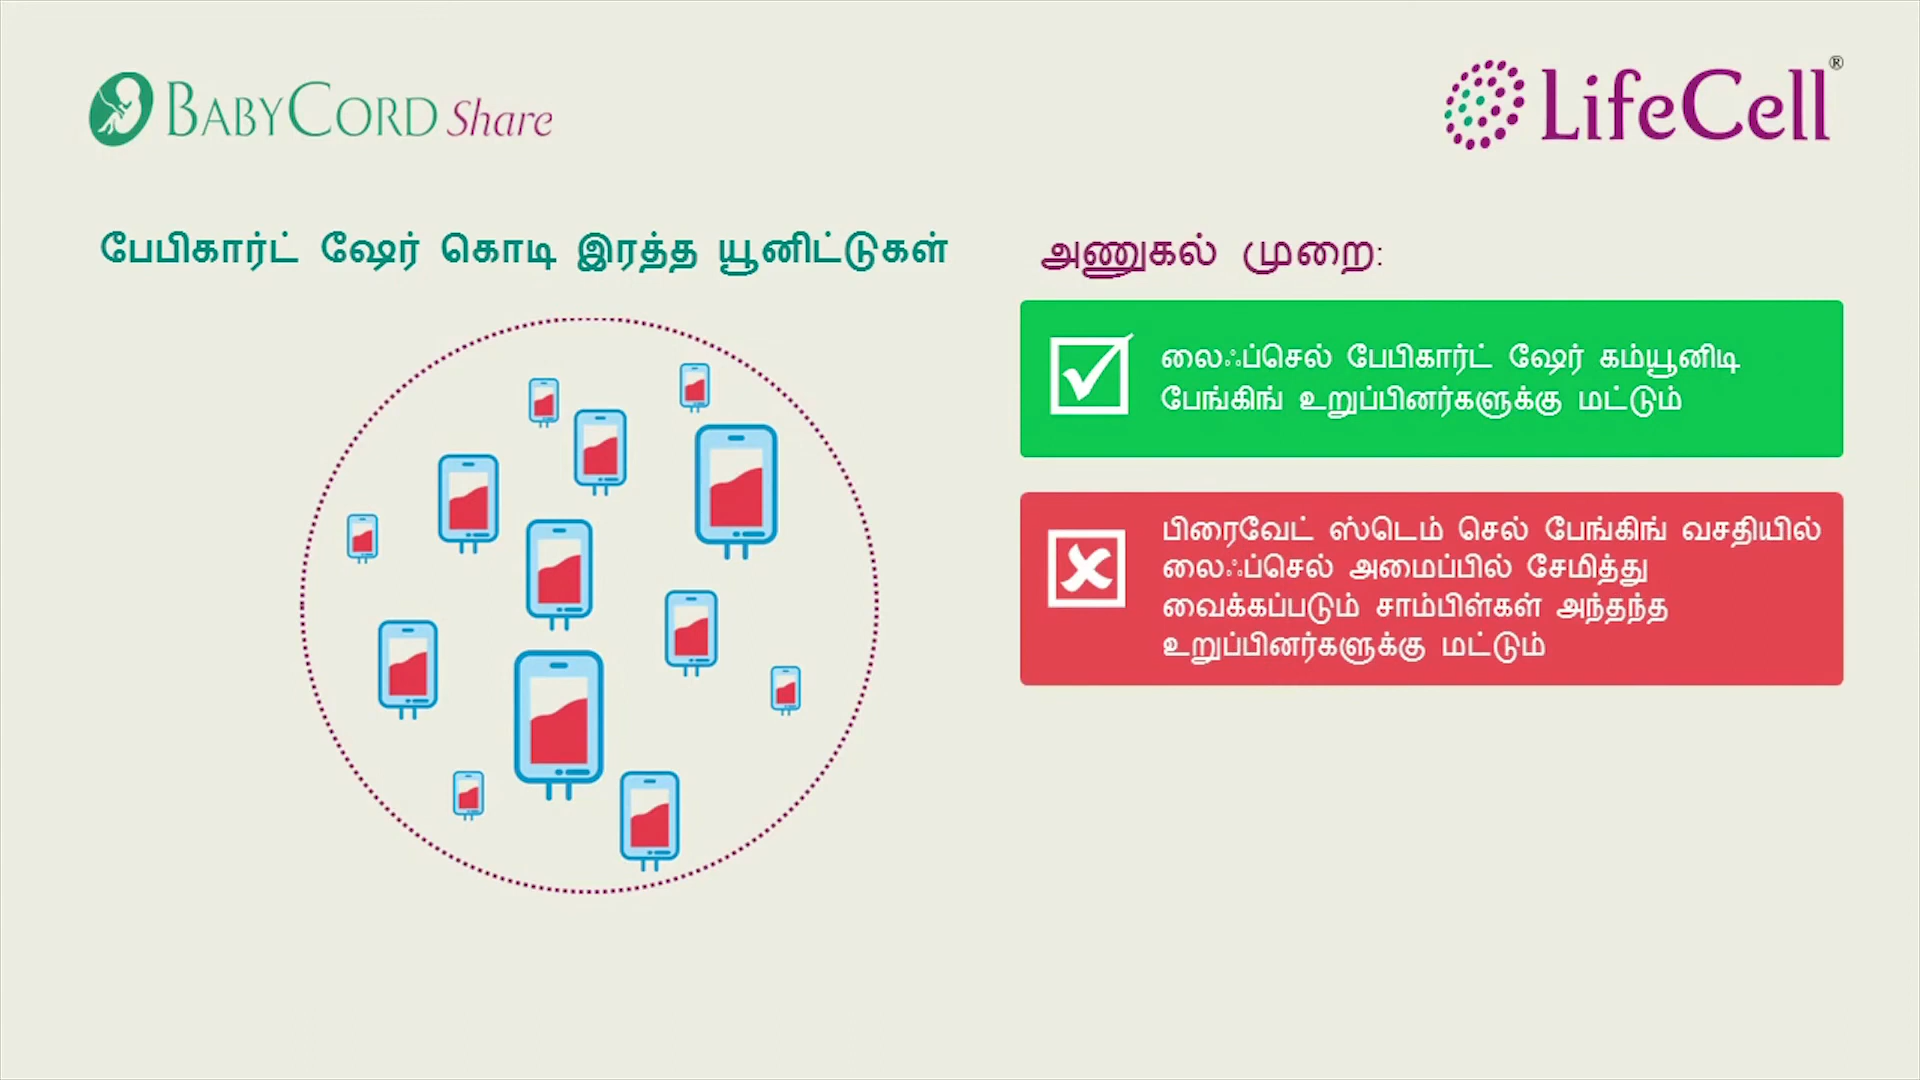 BABYCORD Share
LifeCell®
பேபிகார்ட் ஷேர் கொடி இரத்த யூனிட்டுகள்
அணுகல் முறை:
லைஃப்செல் பேபிகார்ட் ஷேர் கம்யூனிடி
பேங்கிங் உறுப்பினர்களுக்கு மட்டும்
பிரைவேட் ஸ்டெம் செல் பேங்கிங் வசதியில்
லைஃப்செல் அமைப்பில் சேமித்து
வைக்கப்படும் சாம்பிள்கள் அந்தந்த
உறுப்பினர்களுக்கு மட்டும்